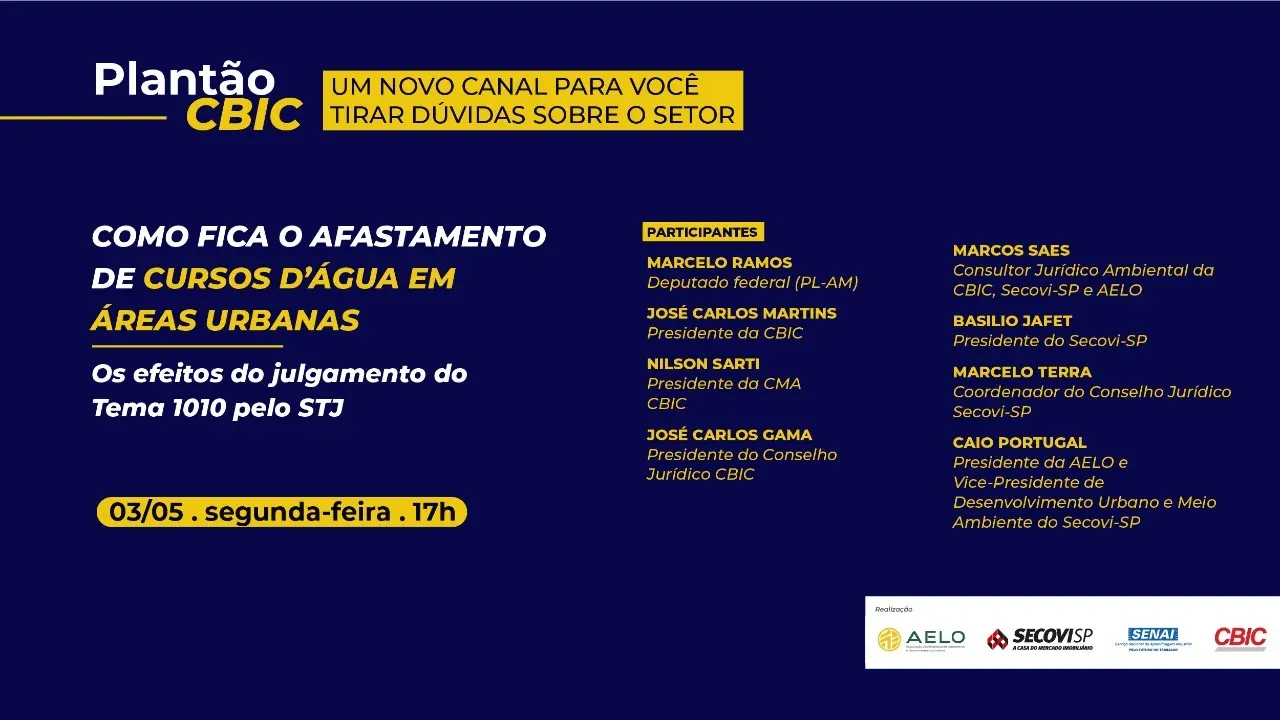 Plantão
CBIC
UM NOVO CANAL PARA VOCÊ
TIRAR DÚVIDAS SOBRE O SETOR
COMO FICA O AFASTAMENTO
DE CURSOS D’ÁGUA EM
ÁREAS URBANAS
Os efeitos do julgamento do
Tema 1010 pelo STJ
03/05 . segunda-feira . 17h
PARTICIPANTES
MARCELO RAMOS
Deputado federal (PL-AM)
JOSÉ CARLOS MARTINS
Presidente da CBIC
NILSON SARTI
Presidente da CMA
CBIC
JOSÉ CARLOS GAMA
Presidente do Conselho
Jurídico CBIC
MARCOS SAES
Consultor Jurídico Ambiental da
CBIC, Secovi-SP e AELO
BASILIO JAFET
Presidente do Secovi-SP
MARCELO TERRA
Coordenador do Conselho Jurídico
Secovi-SP
CAIO PORTUGAL
Presidente da AELO e
Vice-Presidente de
Desenvolvimento Urbano e Meio
Ambiente do Secovi-SP
Realização
AELO
SECOVISP
A CASA DO MERCADO IMOBILIÁRIO
SENAI
PELO FUTURO DO TRABALHO
CBIC